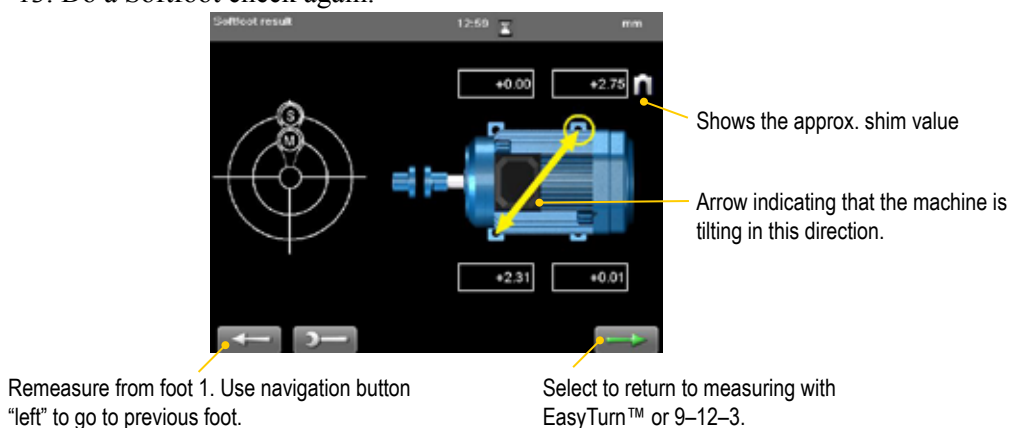 13. Do a Softfoot check again.
Softfoot result 12:59 mm
+0.00 +2.75
Shows the approx. shim value
S
M
Arrow indicating that the machine is
tilting in this direction.
+2.31 +0.01
Remeasure from foot 1. Use navigation button
“left” to go to previous foot.
Select to return to measuring with
EasyTurn™ or 9–12–3.